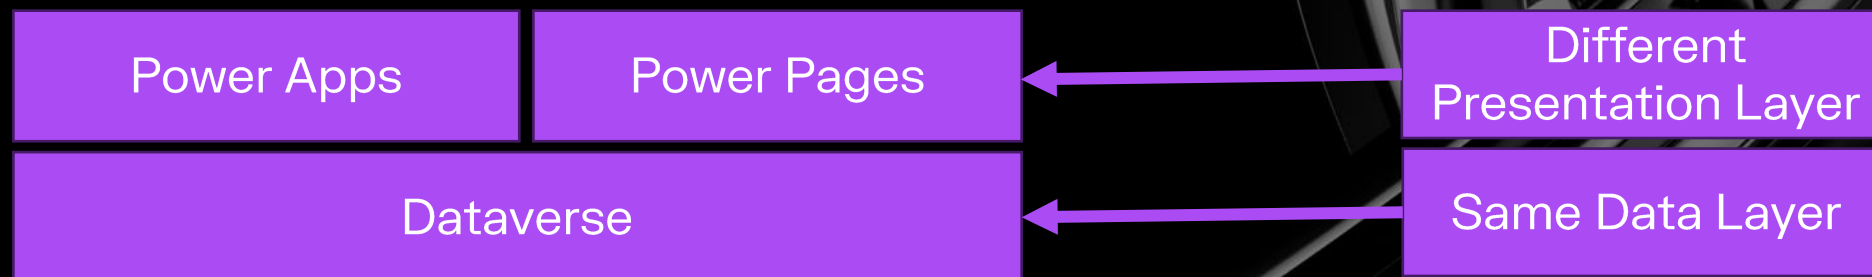 Power Apps
Power Pages
Different
Presentation Layer
Dataverse
Same Data Layer